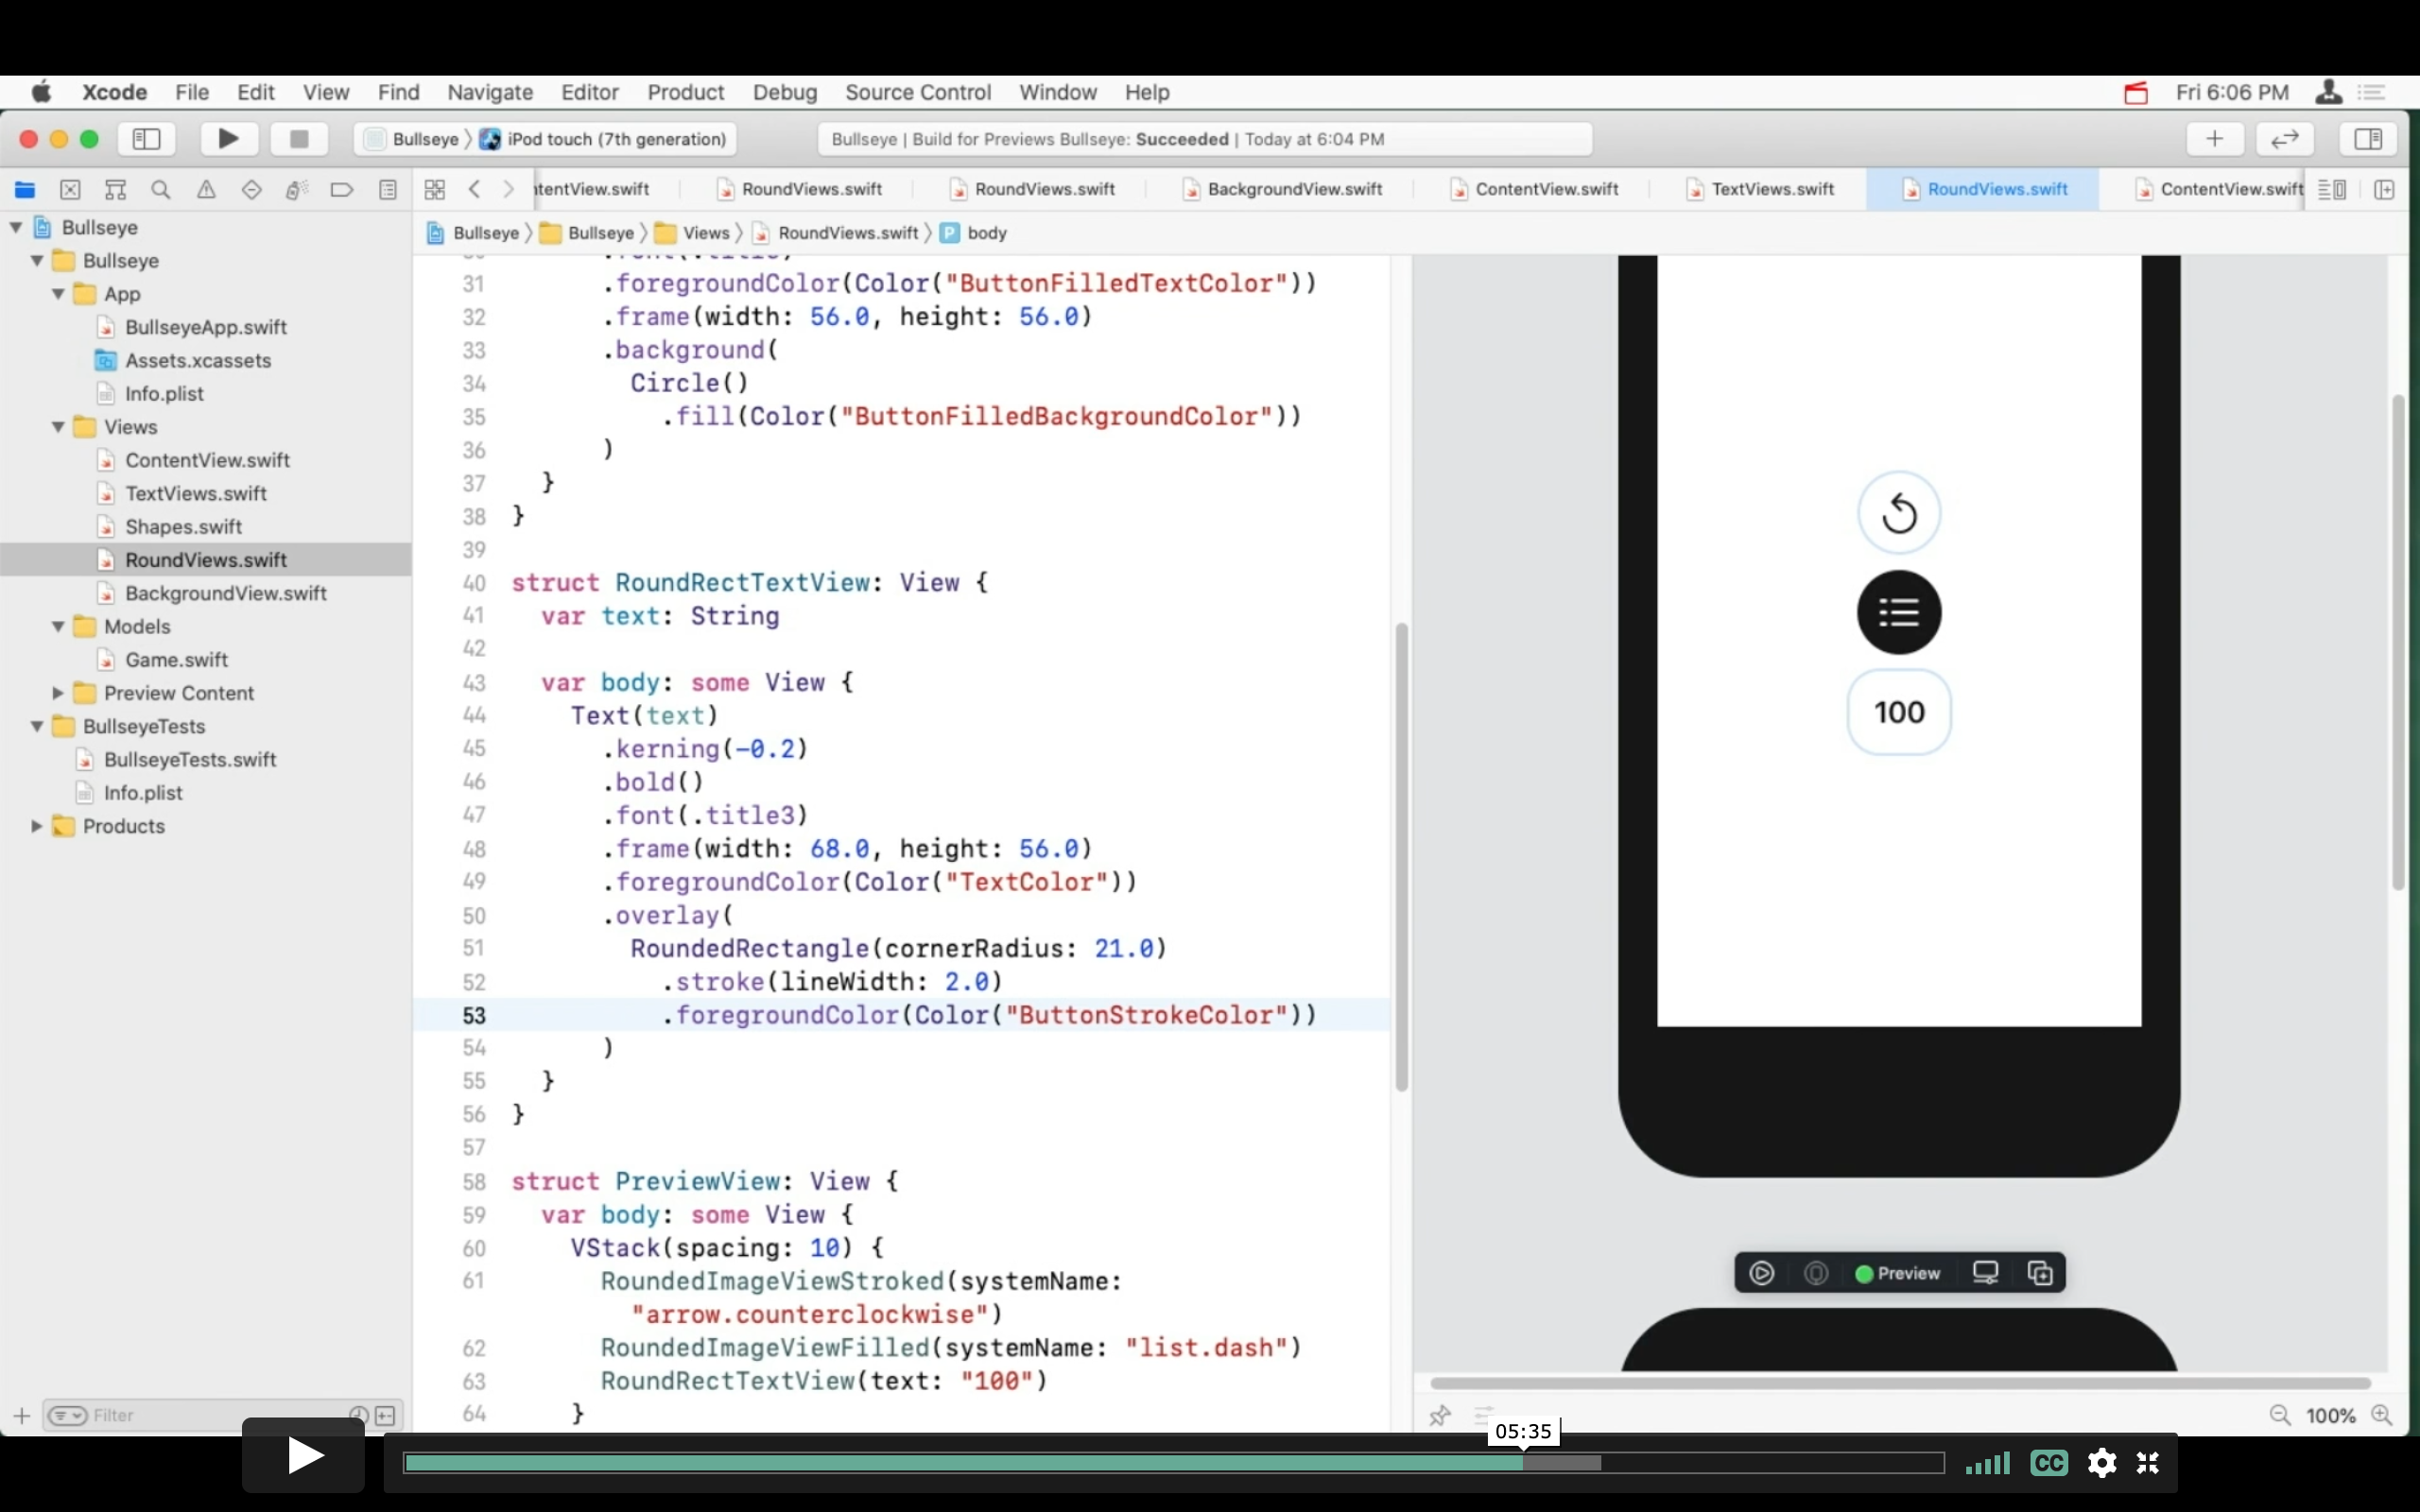 Xcode File Edit View Find Navigate Editor Product Debug Source Control Window Help Fri 6:06 PM
Bullseye iPod touch (7th generation) Bullseye | Build for Previews Bullseye: Succeeded | Today at 6:04 PM
ntentView.swift RoundViews.swift RoundViews.swift BackgroundView.swift ContentView.swift TextViews.swift RoundViews.swift ContentView.swift
Bullseye Bullseye Views RoundViews.swift P body
Bullseye
Bullseye
App
BullseyeApp.swift
Assets.xcassets
Info.plist
Views
ContentView.swift
TextViews.swift
Shapes.swift
RoundViews.swift
BackgroundView.swift
Models
Game.swift
Preview Content
BullseyeTests
BullseyeTests.swift
Info.plist
Products
Filter
31 .foregroundColor(Color("ButtonFilledTextColor"))
32 .frame(width: 56.0, height: 56.0)
33 .background(
34 Circle()
35 .fill(Color("ButtonFilledBackgroundColor"))
36 )
37 }
38 }
39
40 struct RoundRectTextView: View {
41 var text: String
42
43 var body: some View {
44 Text(text)
45 .kerning(-0.2)
46 .bold()
47 .font(.title3)
48 .frame(width: 68.0, height: 56.0)
49 .foregroundColor(Color("TextColor"))
50 .overlay(
51 RoundedRectangle(cornerRadius: 21.0)
52 .stroke(lineWidth: 2.0)
53 .foregroundColor(Color("ButtonStrokeColor"))
54 )
55 }
56 }
57
58 struct PreviewView: View {
59 var body: some View {
60 VStack(spacing: 10) {
61 RoundedImageViewStroked(systemName:
"arrow.counterclockwise")
62 RoundedImageViewFilled(systemName: "list.dash")
63 RoundRectTextView(text: "100")
64 }
100
Preview
100%
05:35
CC